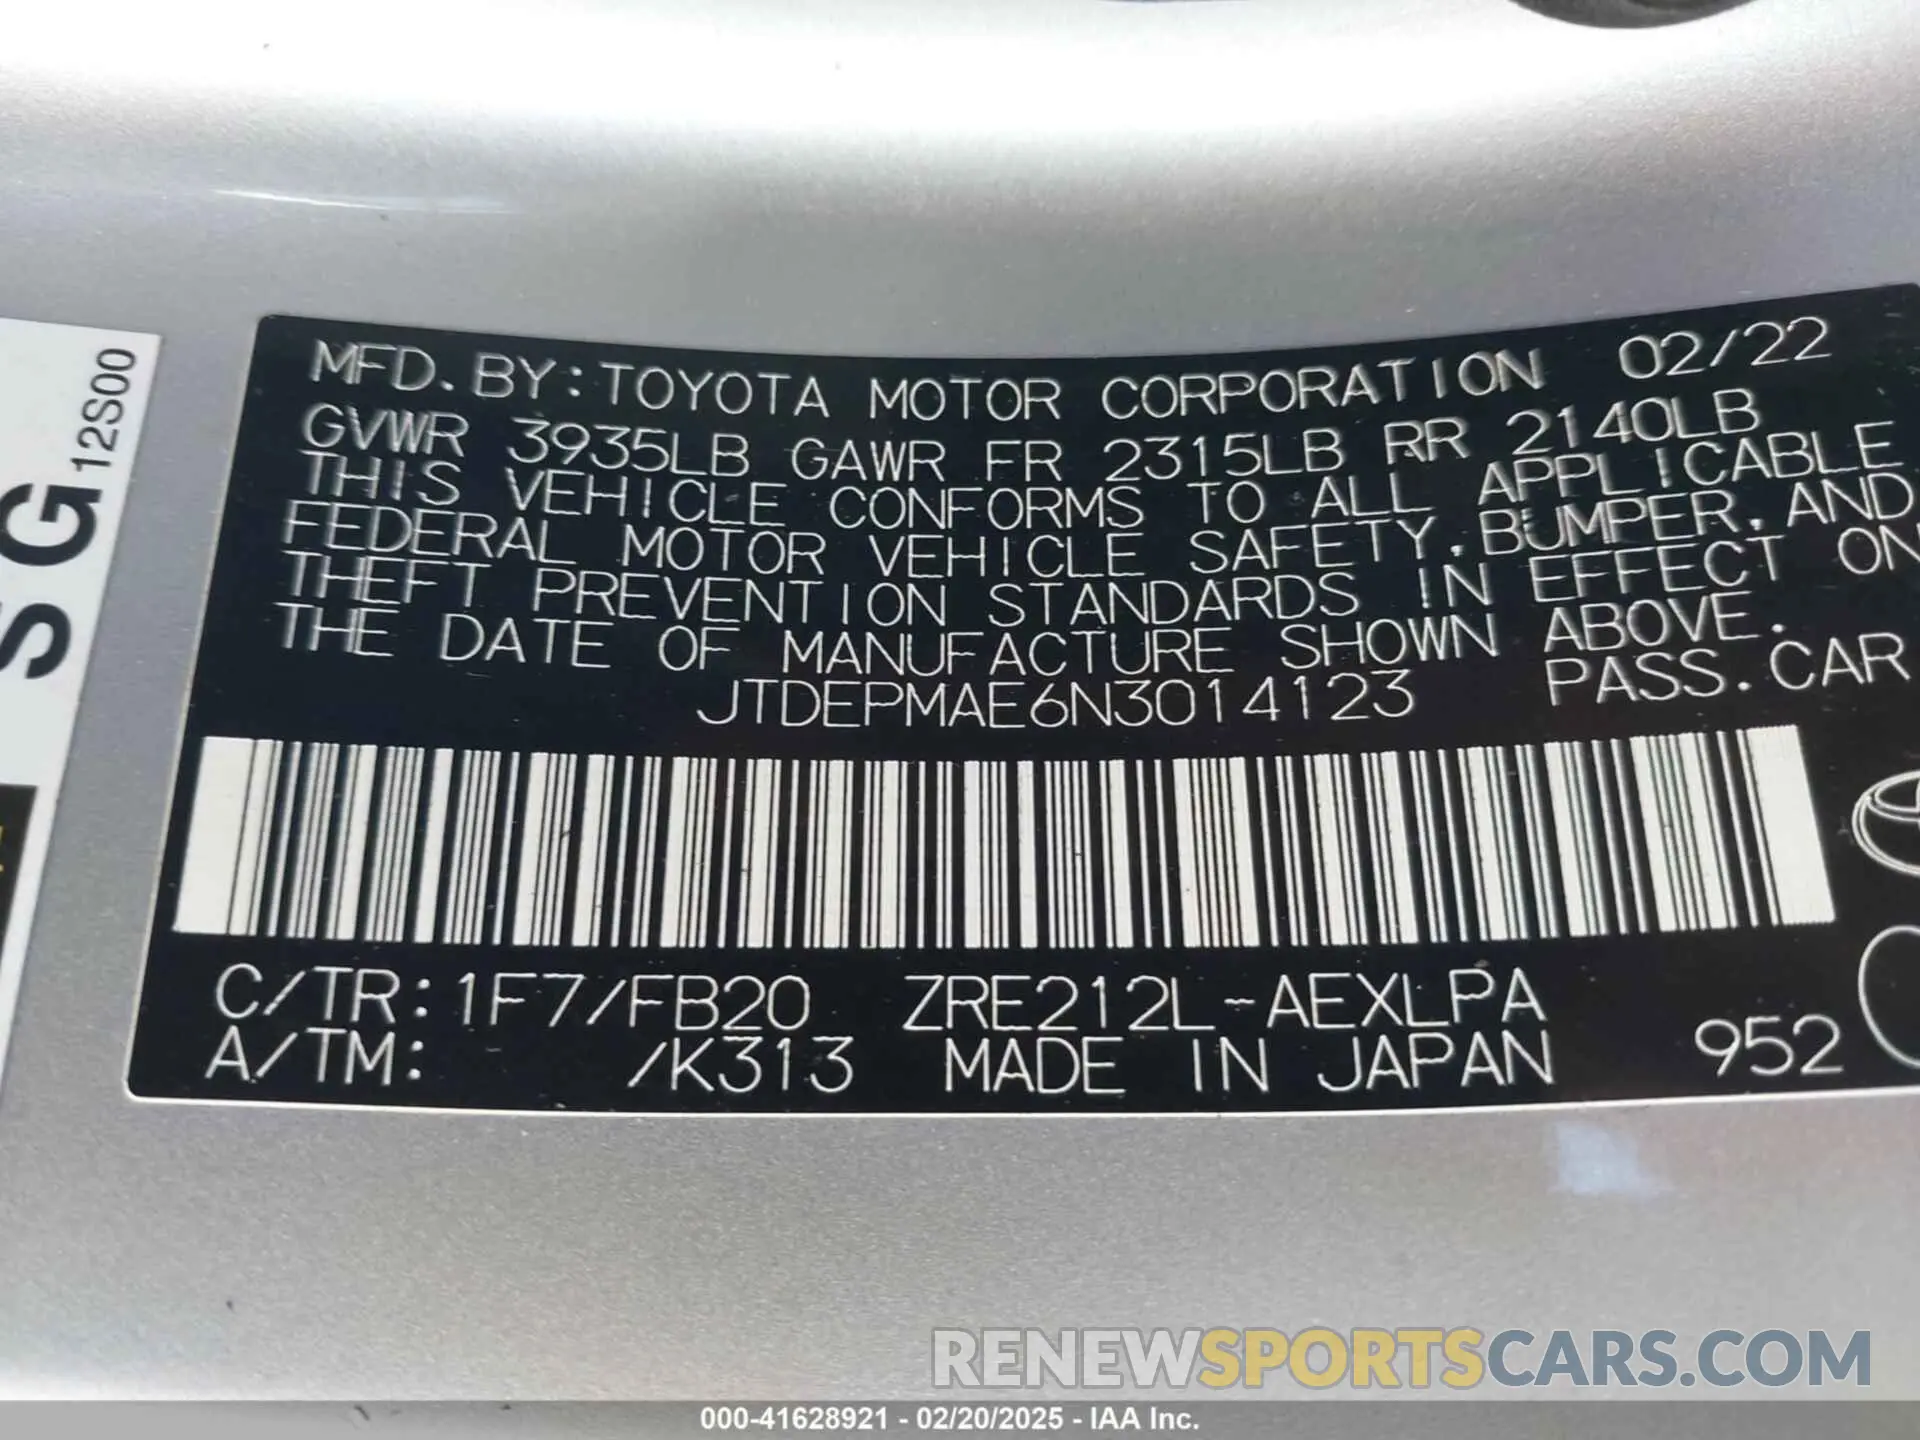 MFD. BY: TOYOTA MOTOR CORPORATION 02/22
GVWR 3935LB GAWR FR 2315LB RR 2140LB
THIS VEHICLE CONFORMS TO ALL APPLICABLE
FEDERAL MOTOR VEHICLE SAFETY, BUMPER, AND
THEFT PREVENTION STANDARDS IN EFFECT ON
THE DATE OF MANUFACTURE SHOWN ABOVE.
JTDEPMAE6N3014123 PASS. CAR
C/TR: 1F7/FB20 ZRE212L-AEXLPA
A/TM: /K313 MADE IN JAPAN 952
SG 12S00
RENEWSPORTSCARS.COM
000-41628921 - 02/20/2025 - IAA Inc.